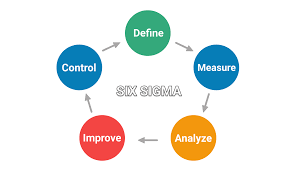 Define
Control
Measure
SIX SIGMA
Improve
Analyze